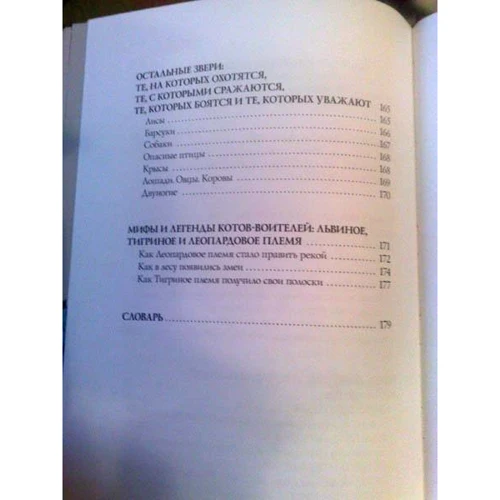 ОСТАЛЬНЫЕ ЗВЕРИ:
ТЕ, НА КОТОРЫХ ОХОТЯТСЯ,
ТЕ, С КОТОРЫМИ СРАЖАЮТСЯ,
ТЕ, КОТОРЫХ БОЯТСЯ И ТЕ, КОТОРЫХ УВАЖАЮТ 165
Лисы 165
Барсуки 166
Собаки 167
Опасные птицы 168
Крысы 168
Лошади. Овцы. Коровы 169
Двуногие 170
МИФЫ И ЛЕГЕНДЫ КОТОВ-ВОИТЕЛЕЙ: ЛЬВИНОЕ,
ТИГРИНОЕ И ЛЕОПАРДОВОЕ ПЛЕМЯ 171
Как Леопардовое племя стало править рекой 172
Как в лесу появились змеи 174
Как Тигриное племя получило свои полоски 177
СЛОВАРЬ 179